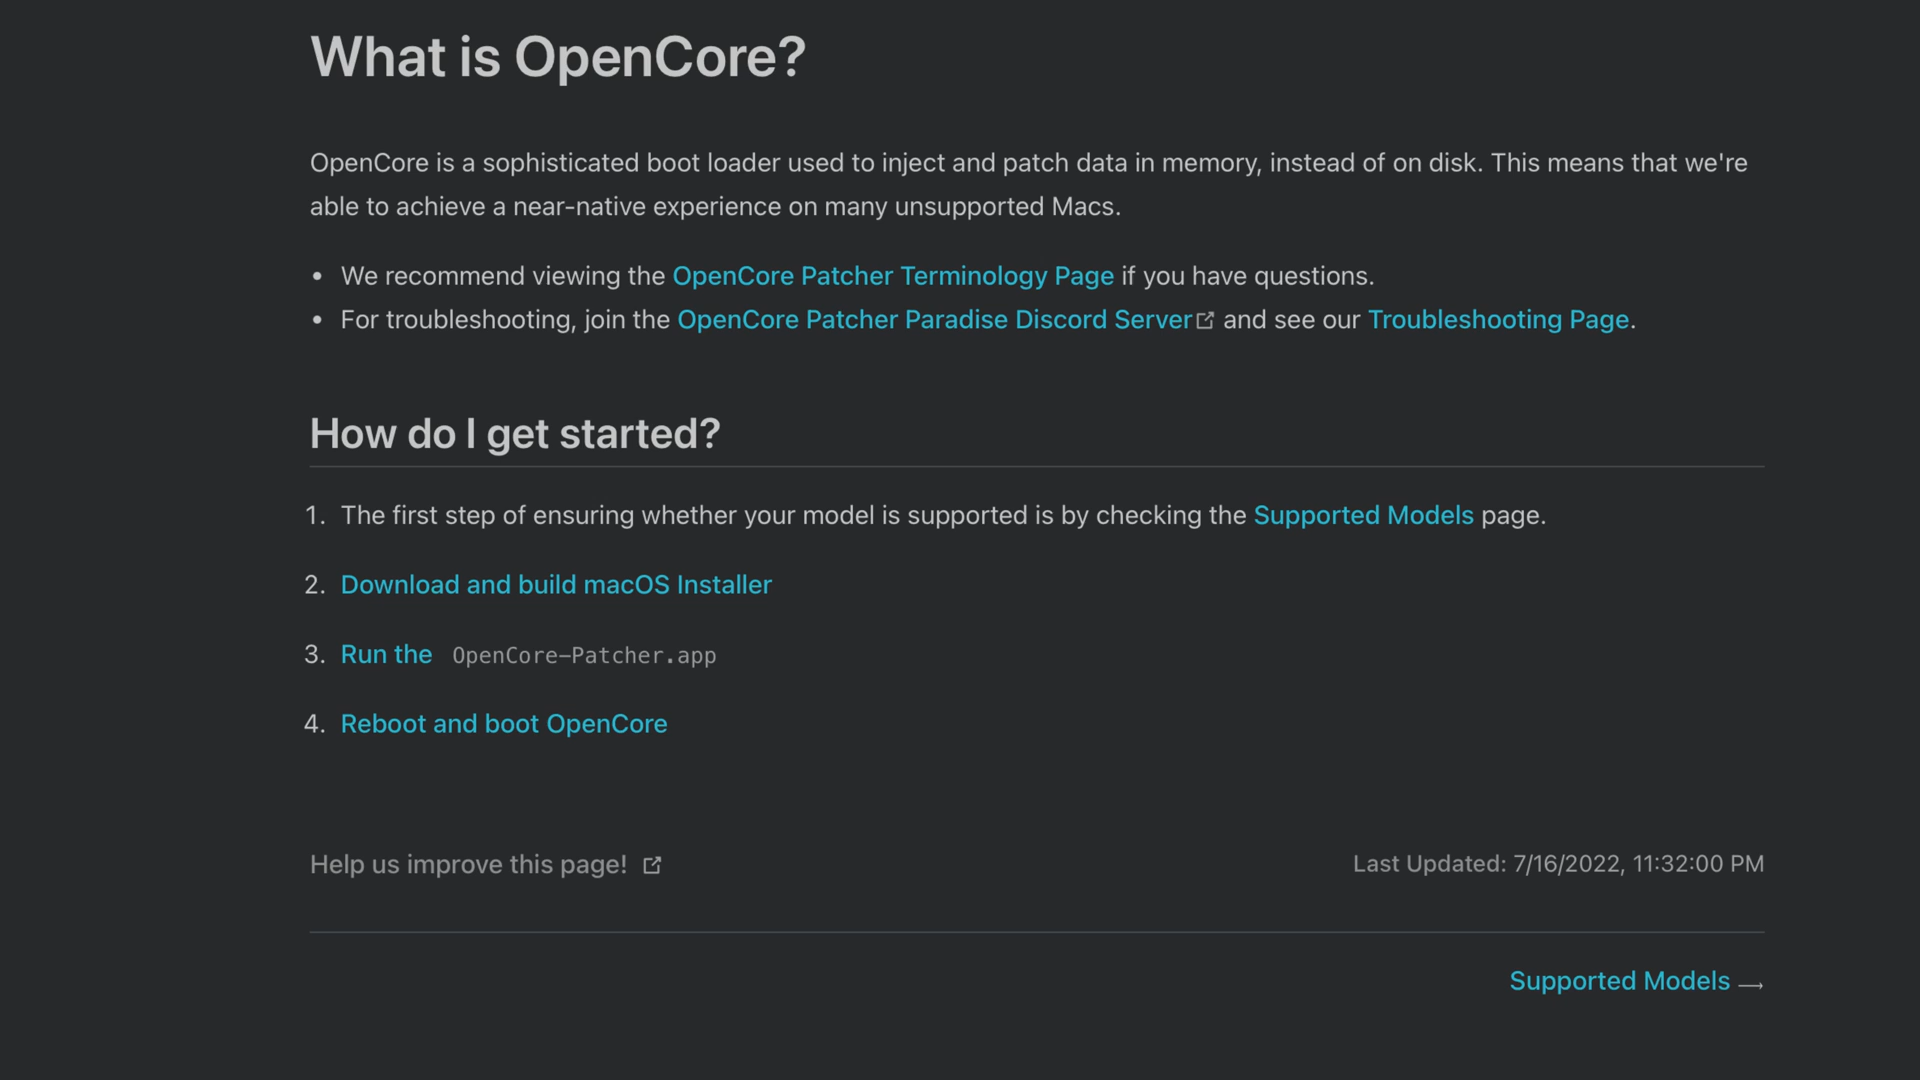 What is OpenCore?
OpenCore is a sophisticated boot loader used to inject and patch data in memory, instead of on disk. This means that we're
able to achieve a near-native experience on many unsupported Macs.
• We recommend viewing the OpenCore Patcher Terminology Page if you have questions.
• For troubleshooting, join the OpenCore Patcher Paradise Discord Server and see our Troubleshooting Page.
How do I get started?
1. The first step of ensuring whether your model is supported is by checking the Supported Models page.
2. Download and build macOS Installer
3. Run the OpenCore-Patcher.app
4. Reboot and boot OpenCore
Help us improve this page! Last Updated: 7/16/2022, 11:32:00 PM
Supported Models →